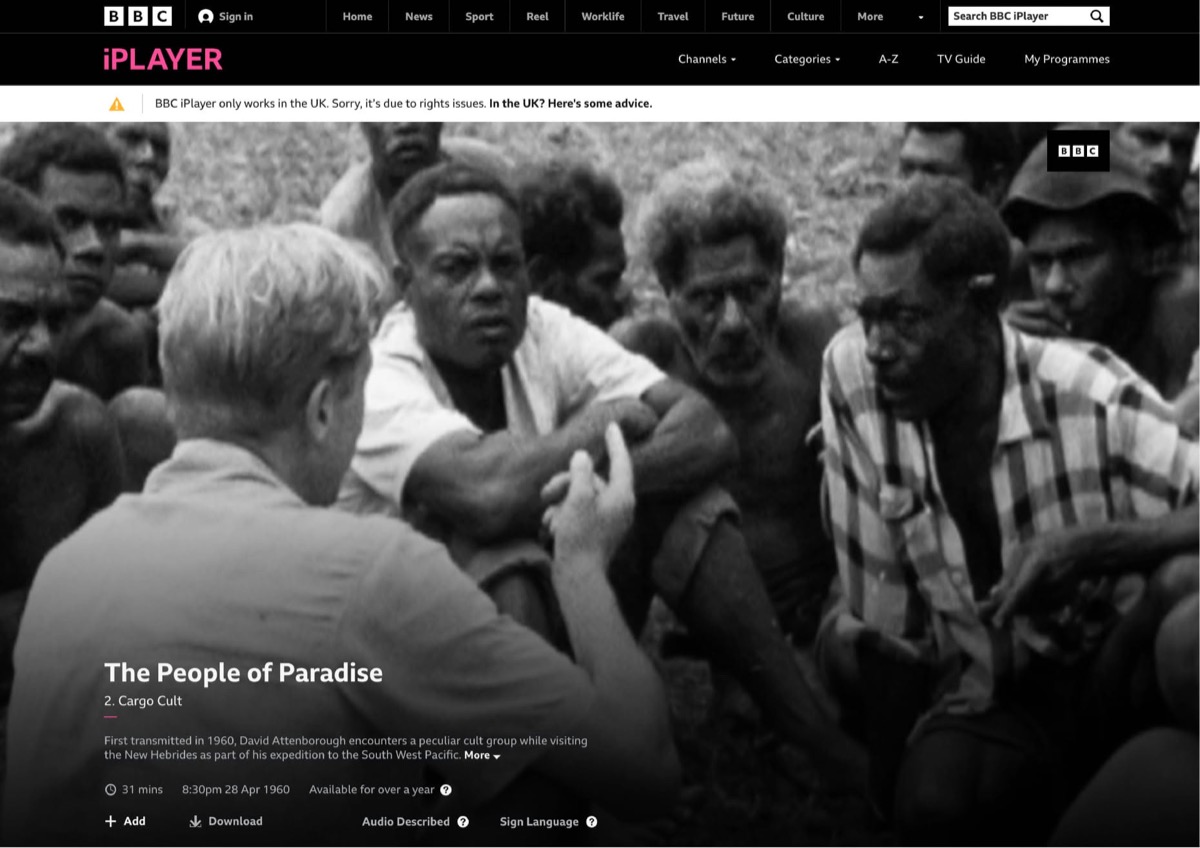 BBC Sign in Home News Sport Reel Worklife Travel Future Culture More Search BBC iPlayer
iPLAYER Channels Categories A-Z TV Guide My Programmes
BBC iPlayer only works in the UK. Sorry, it's due to rights issues. In the UK? Here's some advice.
BBC
The People of Paradise
2. Cargo Cult
First transmitted in 1960, David Attenborough encounters a peculiar cult group while visiting
the New Hebrides as part of his expedition to the South West Pacific. More
31 mins 8:30pm 28 Apr 1960 Available for over a year ?
+ Add Download Audio Described ? Sign Language ?